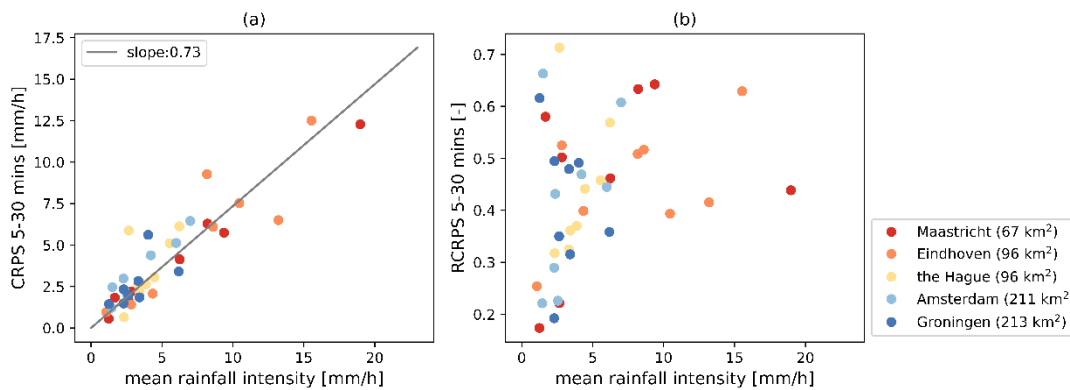 (a)
17.5
15.0
12.5
10.0
7.5
5.0
2.5
0.0
CRPS 5-30 mins [mm/h]
slope:0.73
0 5 10 15 20
mean rainfall intensity [mm/h]
(b)
0.7
0.6
0.5
0.4
0.3
0.2
RCRPS 5-30 mins [-]
0 5 10 15 20
mean rainfall intensity [mm/h]
Maastricht (67 km²)
Eindhoven (96 km²)
the Hague (96 km²)
Amsterdam (211 km²)
Groningen (213 km²)